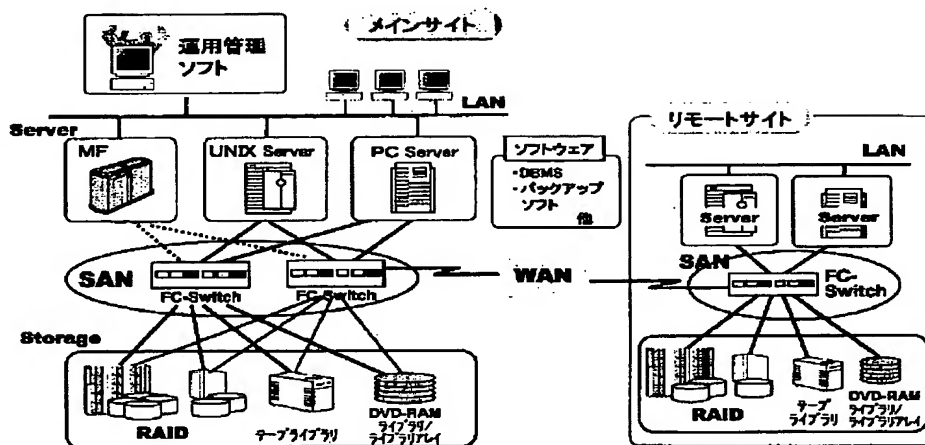 メインサイト
運用管理
ソフト
LAN
Server
MF
UNIX Server
PC Server
ソフトウェア
・DBMS
・バックアップ
ソフト
他
SAN
FC-Switch
FC-Switch
WAN
Storage
RAID
テープライブラリ
DVD-RAM
ライブラリ/
ライブラリアレイ
リモートサイト
LAN
Server
Server
SAN
FC-
Switch
RAID
テープ
ライブラリ
DVD-RAM
ライブラリ/
ライブラリアレイ